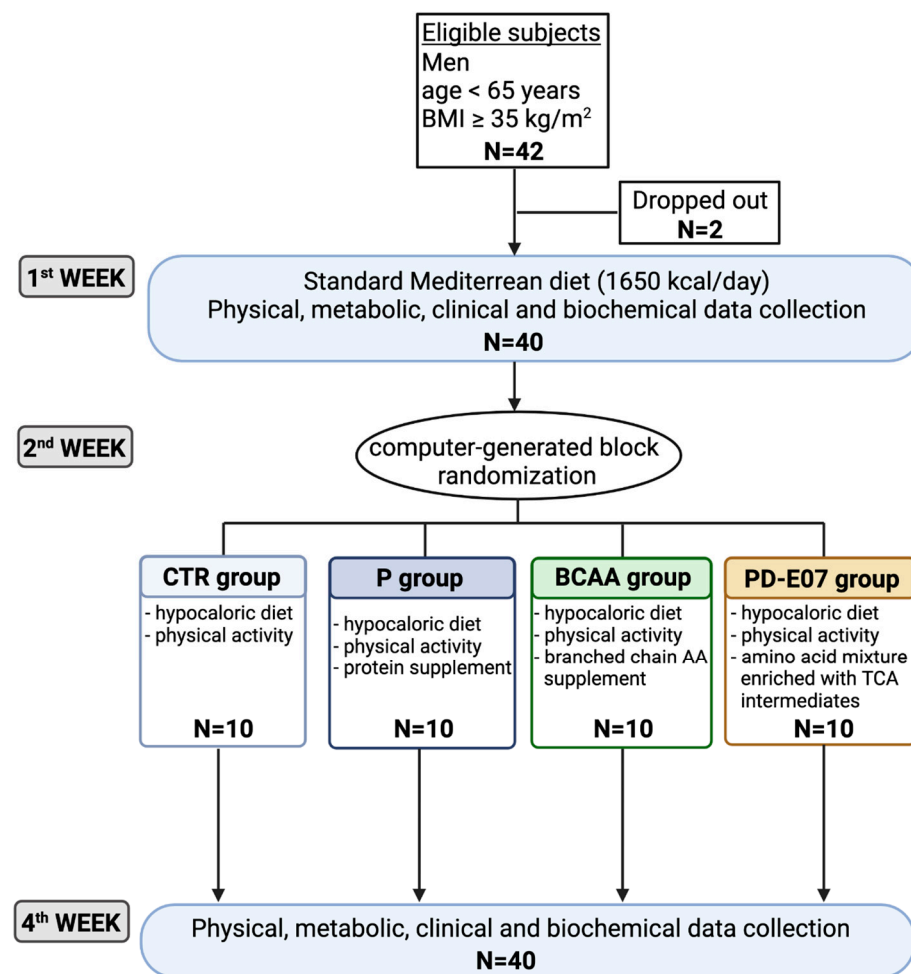 Eligible subjects
Men
age < 65 years
BMI ≥ 35 kg/m²
N=42
Dropped out
N=2
1st WEEK
Standard Mediterrean diet (1650 kcal/day)
Physical, metabolic, clinical and biochemical data collection
N=40
2nd WEEK
computer-generated block
randomization
CTR group
- hypocaloric diet
- physical activity
N=10
P group
- hypocaloric diet
- physical activity
- protein supplement
N=10
BCAA group
- hypocaloric diet
- physical activity
- branched chain AA
supplement
N=10
PD-E07 group
- hypocaloric diet
- physical activity
- amino acid mixture
enriched with TCA
intermediates
N=10
4th WEEK
Physical, metabolic, clinical and biochemical data collection
N=40